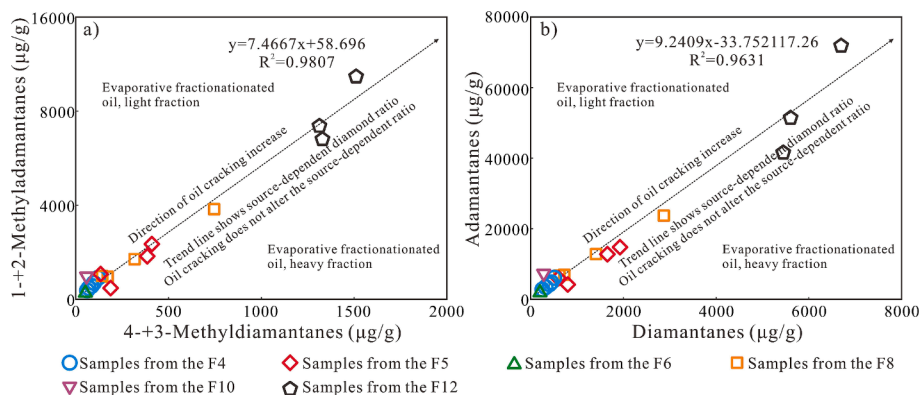 a)
y=7.4667x+58.696
R²=0.9807
Evaporative fractionationated
oil, light fraction
Direction of oil cracking increase
Trend line shows source-dependent diamond ratio
Oil cracking does not alter the source-dependent ratio
Evaporative fractionationated
oil, heavy fraction
1-+2-Methyladamantanes (μg/g)
16000
8000
4000
0
0
500
1000
1500
2000
4-+3-Methyldiamantanes (μg/g)
b)
y=9.2409x-33.752117.26
R²=0.9631
Evaporative fractionationated
oil, light fraction
Direction of oil cracking increase
Trend line shows source-dependent diamond ratio
Oil cracking does not alter the source-dependent ratio
Evaporative fractionationated
oil, heavy fraction
Adamantanes (μg/g)
80000
60000
40000
20000
0
0
2000
4000
6000
8000
Diamantanes (μg/g)
Samples from the F4
Samples from the F5
Samples from the F6
Samples from the F8
Samples from the F10
Samples from the F12